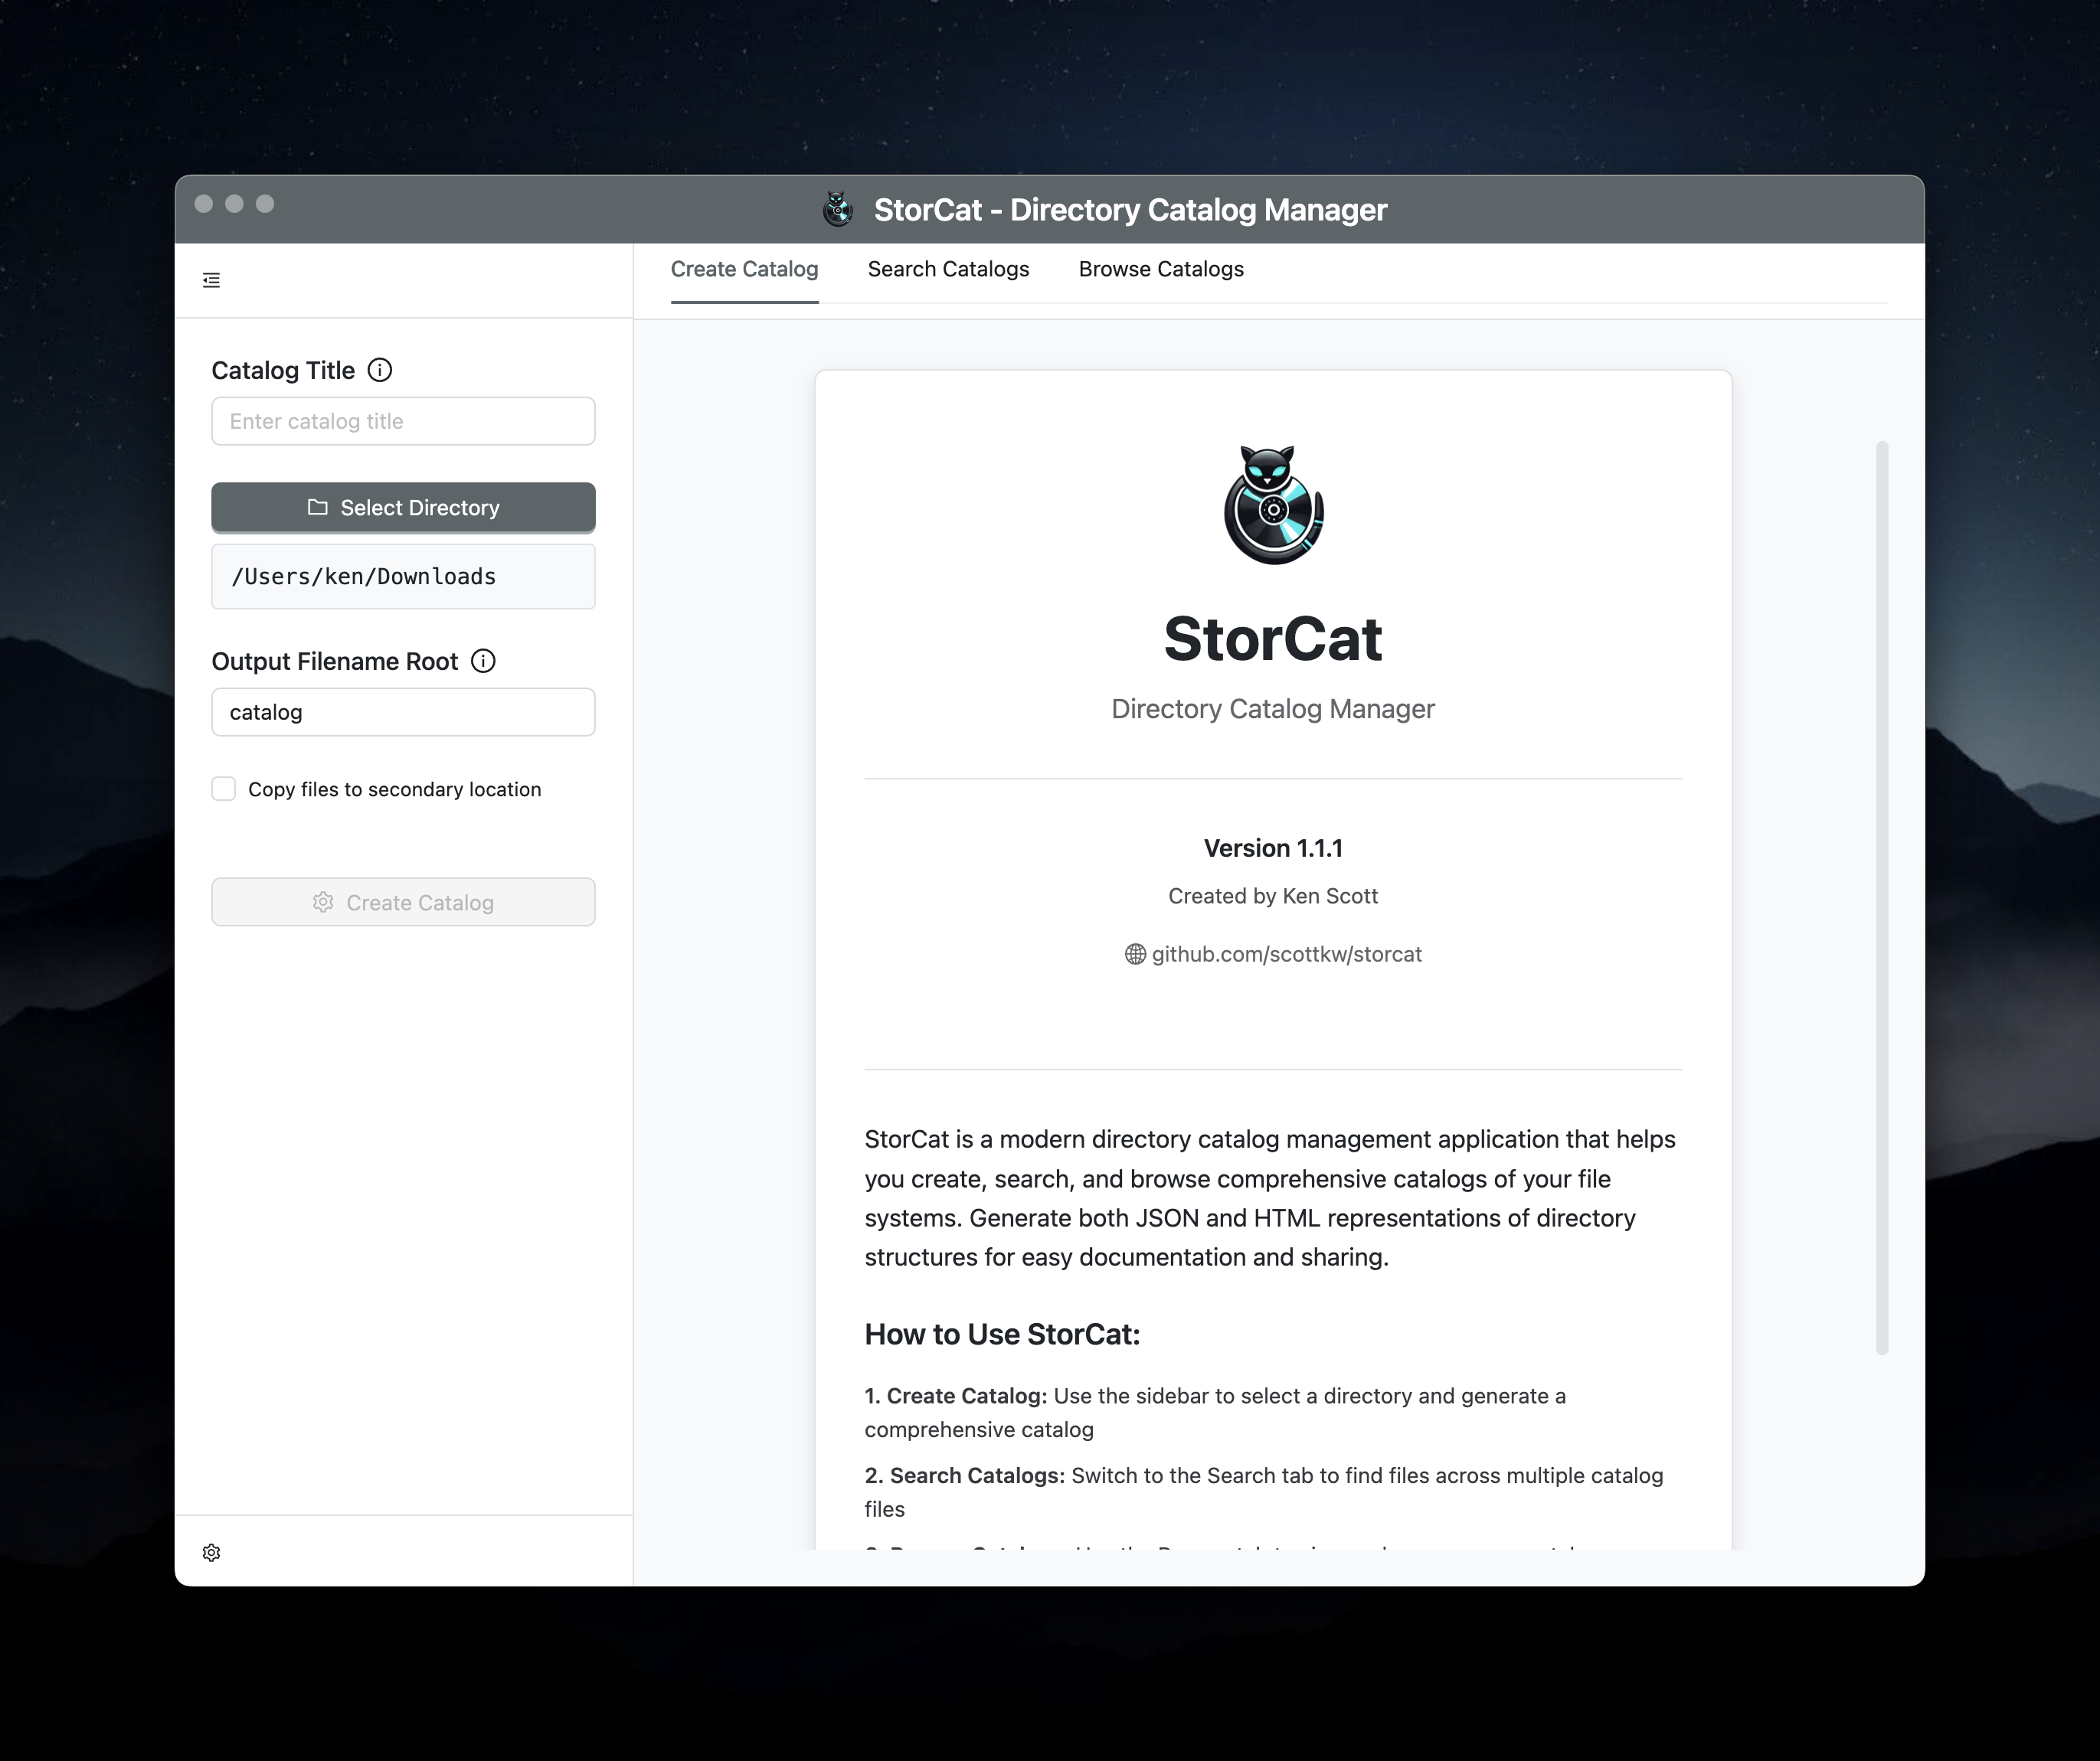 StorCat - Directory Catalog Manager
Create Catalog
Search Catalogs
Browse Catalogs
Catalog Title
Enter catalog title
Select Directory
/Users/ken/Downloads
Output Filename Root
catalog
Copy files to secondary location
Create Catalog
StorCat
Directory Catalog Manager
Version 1.1.1
Created by Ken Scott
github.com/scottkw/storcat
StorCat is a modern directory catalog management application that helps
you create, search, and browse comprehensive catalogs of your file
systems. Generate both JSON and HTML representations of directory
structures for easy documentation and sharing.
How to Use StorCat:
1. Create Catalog: Use the sidebar to select a directory and generate a
comprehensive catalog
2. Search Catalogs: Switch to the Search tab to find files across multiple catalog
files